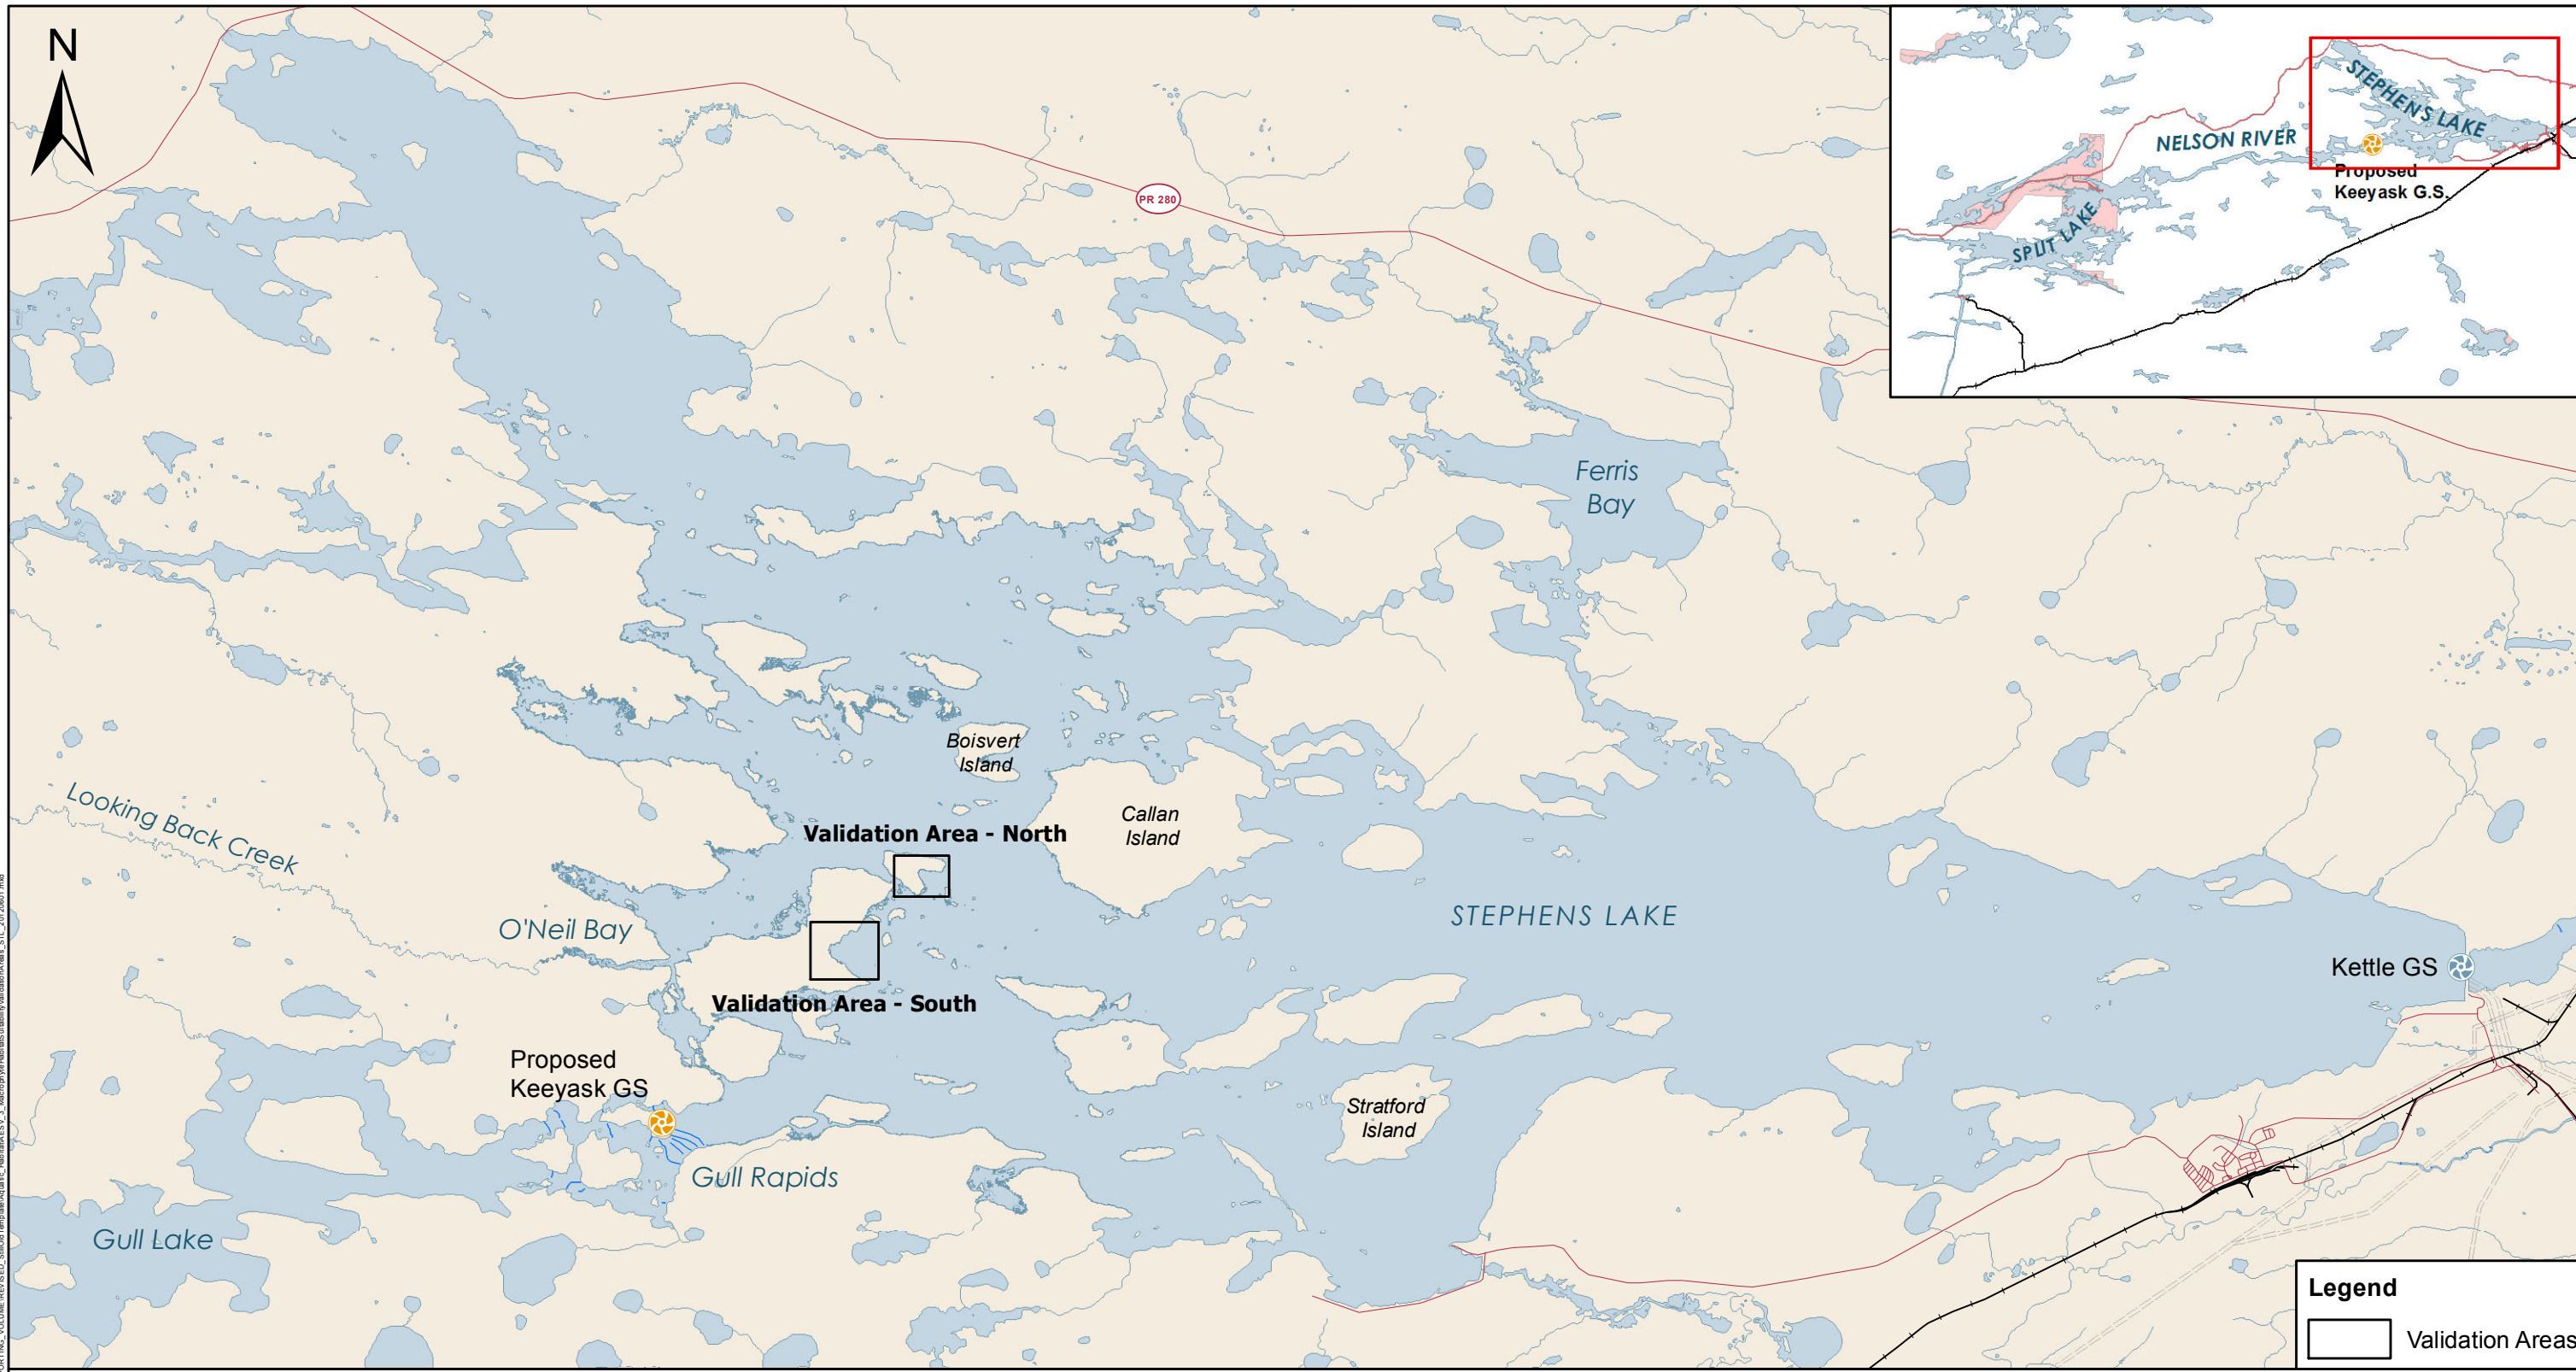 N
PR 280
STEPHENS LAKE
NELSON RIVER
Proposed
Keeyask G.S.
SPLIT LAKE
Ferris
Bay
Boisvert
Island
Callan
Island
Looking Back Creek
Validation Area - North
O'Neil Bay
STEPHENS LAKE
Kettle GS
Validation Area - South
Proposed
Keeyask GS
Stratford
Island
Gull Rapids
Gull Lake
Legend
Validation Areas